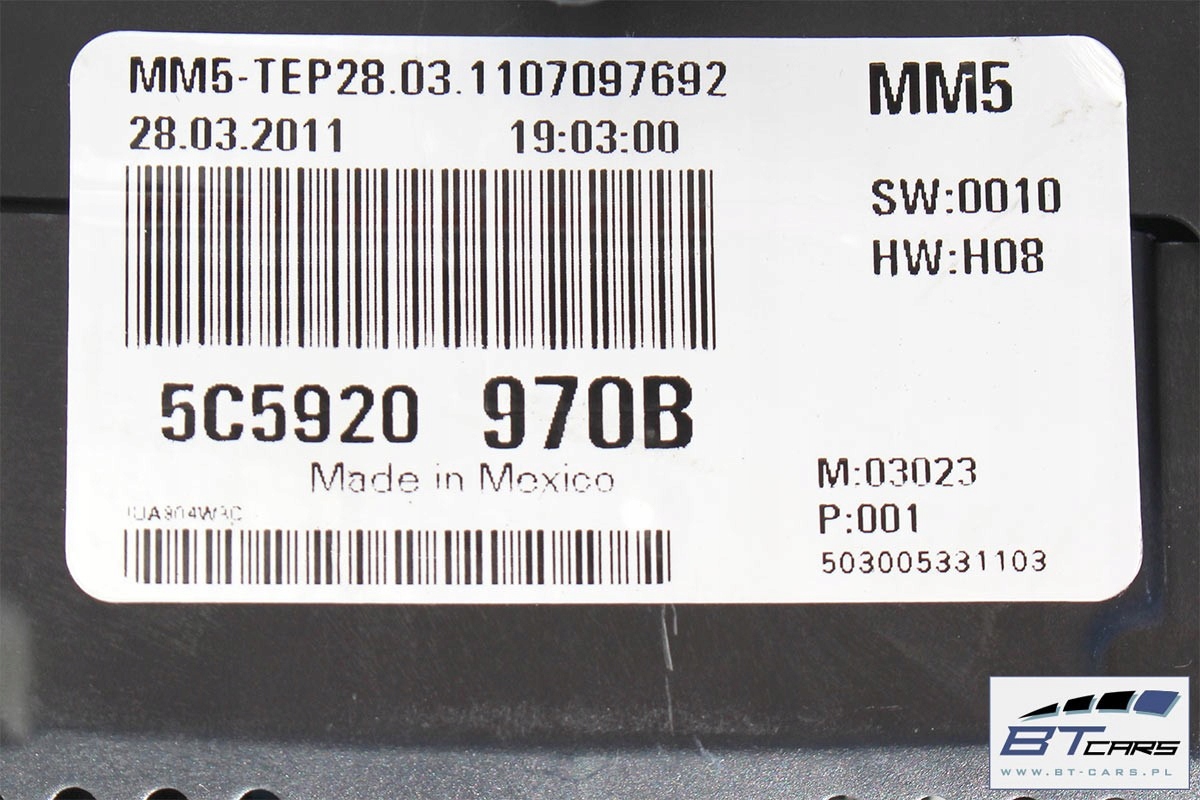 MM5-TEP28.03.1107097692
28.03.2011 19:03:00
MM5
SW:0010
HW:H08
5C5920 970B
Made in Mexico
M:03023
P:001
503005331103
BT CARS
WWW.BT-CARS.PL